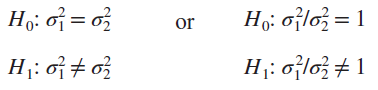 H₀: σ₁² = σ₂² or H₀: σ₁²/σ₂² = 1
H₁: σ₁² ≠ σ₂² H₁: σ₁²/σ₂² ≠ 1